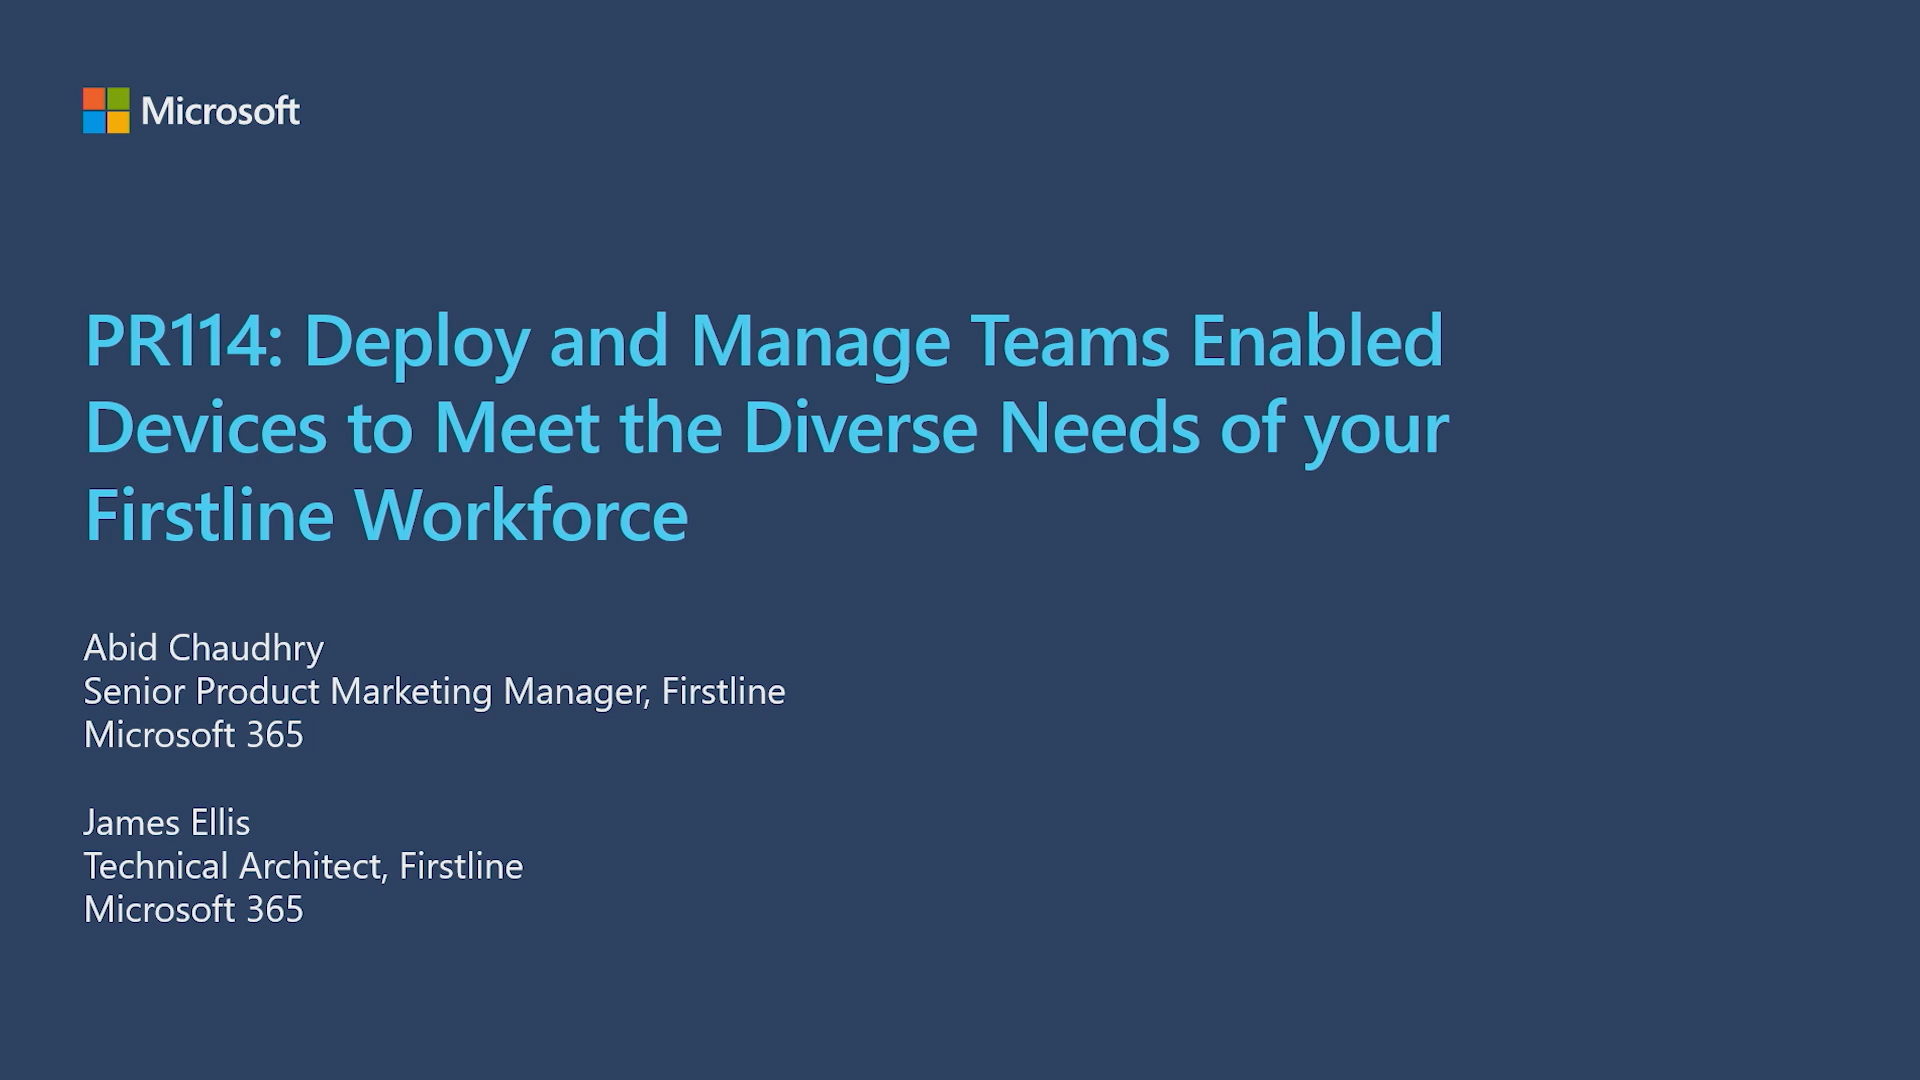 Microsoft
PR114: Deploy and Manage Teams Enabled
Devices to Meet the Diverse Needs of your
Firstline Workforce
Abid Chaudhry
Senior Product Marketing Manager, Firstline
Microsoft 365
James Ellis
Technical Architect, Firstline
Microsoft 365